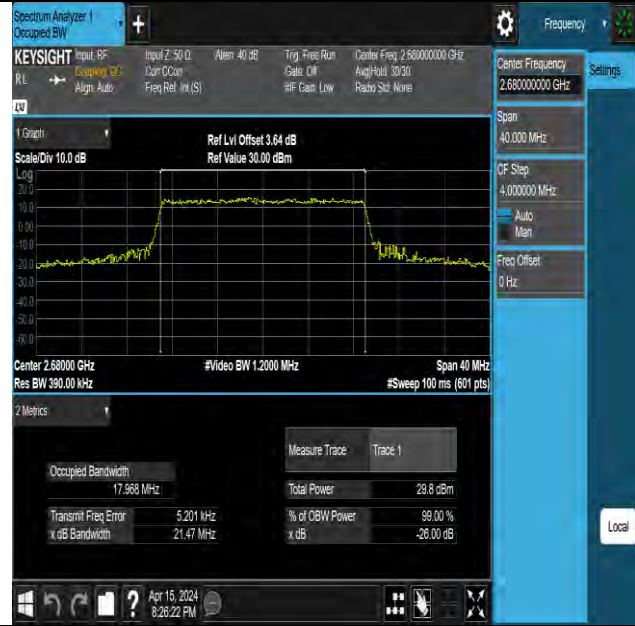 Spectrum Analyzer 1
Occupied BW
Frequency
KEYSIGHT
Input: RF
Coupling: DC
Align: Auto
Input Z: 50 Ω
Corr CCorr
Freq Ref: Int (S)
Atten: 40 dB
Trig: Free Run
Gate: Off
#IF Gain: Low
Center Freq: 2.680000000 GHz
Avg|Hold: 30/30
Radio Std: None
RL
LXI
Center Frequency
2.680000000 GHz
Settings
Span
40.000 MHz
CF Step
4.000000 MHz
Auto
Man
Freq Offset
0 Hz
Local
1 Graph
Scale/Div 10.0 dB
Ref Lvl Offset 3.64 dB
Ref Value 30.00 dBm
Log
20.0
10.0
0.00
-10.0
-20.0
-30.0
-40.0
-50.0
-60.0
Center 2.68000 GHz
#Video BW 1.2000 MHz
Span 40 MHz
Res BW 390.00 kHz
#Sweep 100 ms (601 pts)
2 Metrics
Measure Trace
Trace 1
Occupied Bandwidth
17.968 MHz
Total Power
29.8 dBm
Transmit Freq Error
5.201 kHz
% of OBW Power
99.00 %
x dB Bandwidth
21.47 MHz
x dB
-26.00 dB
?
Apr 15, 2024
8:26:22 PM